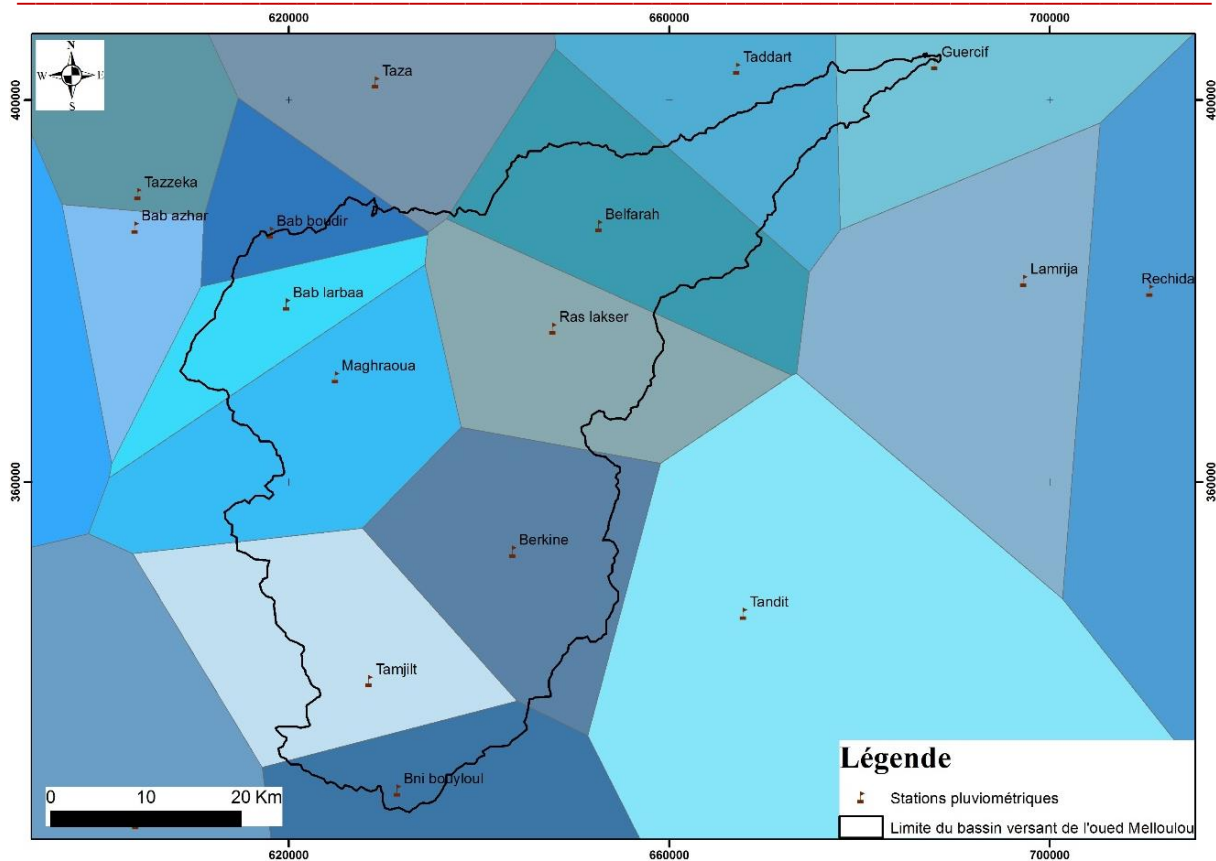 620000 660000 700000
N
W E
S
400000
400000
Taza
Taddart
Guercif
Tazzeka
Bab azhar
Bab boudir
Belfarah
Bab larbaa
Ras lakser
Lamrija
Rechida
Maghraoua
360000
360000
Berkine
Tandit
Tamjilt
Bni bouyloul
0 10 20 Km
Légende
Stations pluviométriques
Limite du bassin versant de l'oued Melloulou
620000 660000 700000